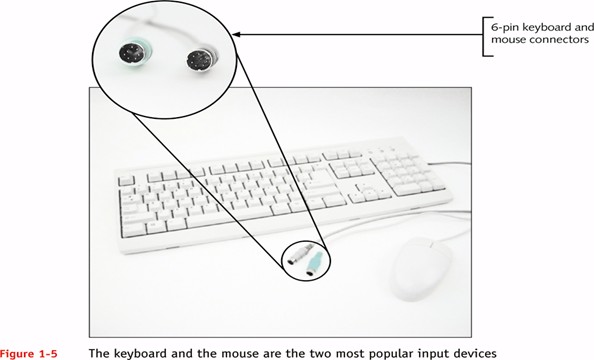 6-pin keyboard and
mouse connectors
Figure 1-5 The keyboard and the mouse are the two most popular input devices